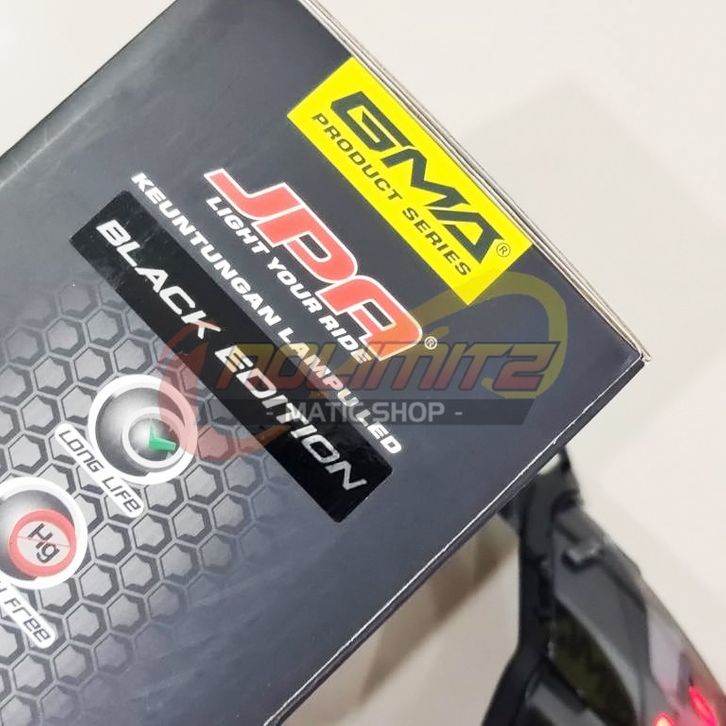 GMA®
PRODUCT SERIES
JPA®
LIGHT YOUR RIDE
KEUNTUNGAN LAMPU LED
BLACK EDITION
NOLIMITZ
- MATIC SHOP -
LONG LIFE
Hg
Free